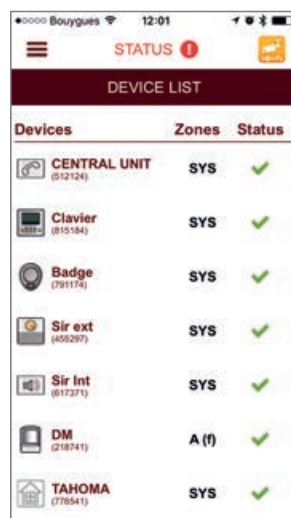 Bouygues 12:01
STATUS !
DEVICE LIST
Devices Zones Status
CENTRAL UNIT SYS
(512124)
Clavier SYS
(815184)
Badge SYS
(791174)
Sir ext SYS
(455297)
Sir Int SYS
(617371)
DM A (f)
(218741)
TAHOMA SYS
(776541)